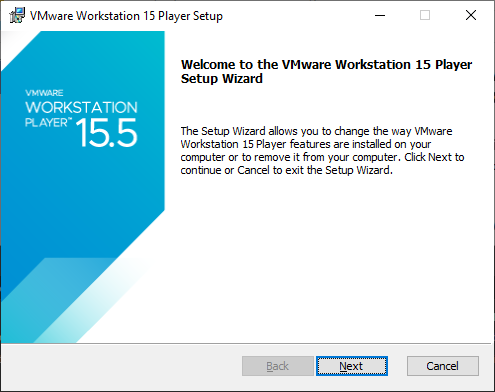 VMware Workstation 15 Player Setup
Welcome to the VMware Workstation 15 Player
Setup Wizard
VMWARE
WORKSTATION
PLAYER™
15.5
The Setup Wizard allows you to change the way VMware
Workstation 15 Player features are installed on your
computer or to remove it from your computer. Click Next to
continue or Cancel to exit the Setup Wizard.
Back
Next
Cancel